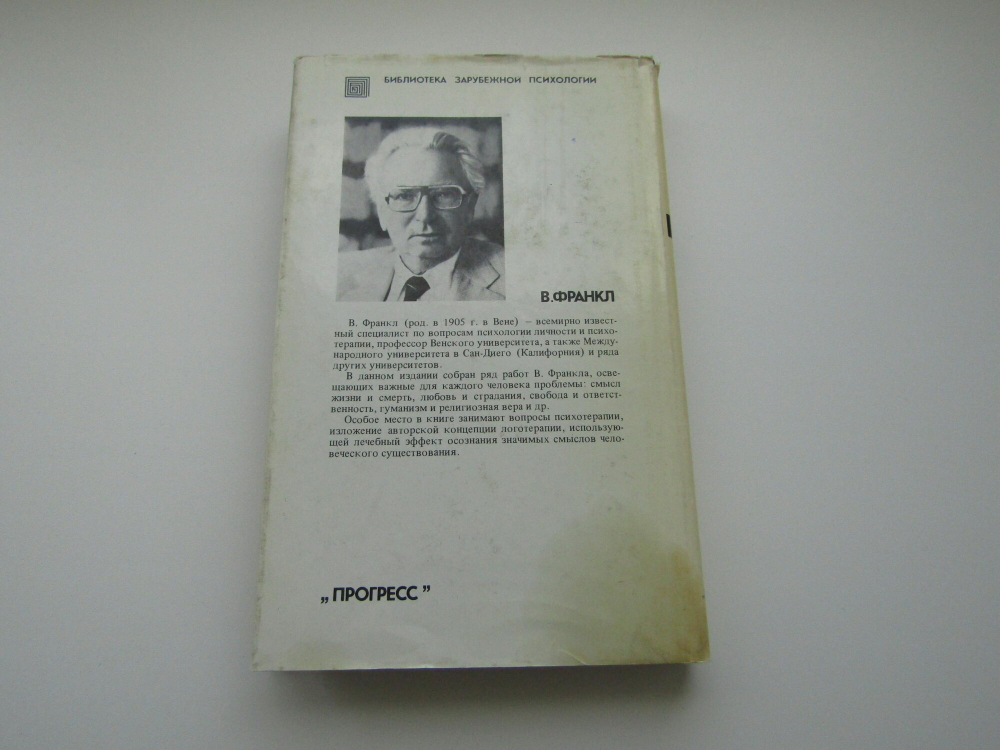 БИБЛИОТЕКА ЗАРУБЕЖНОЙ ПСИХОЛОГИИ
В.ФРАНКЛ
В. Франкл (род. в 1905 г. в Вене) – всемирно извест-
ный специалист по вопросам психологии личности и психо-
терапии, профессор Венского университета, а также Между-
народного университета в Сан-Диего (Калифорния) и ряда
других университетов.
В данном издании собран ряд работ В. Франкла, осве-
щающих важные для каждого человека проблемы: смысл
жизни и смерть, любовь и страдания, свобода и ответст-
венность, гуманизм и религиозная вера и др.
Особое место в книге занимают вопросы психотерапии,
изложение авторской концепции логотерапии, использую-
щей лечебный эффект осознания значимых смыслов чело-
веческого существования.
„ПРОГРЕСС”